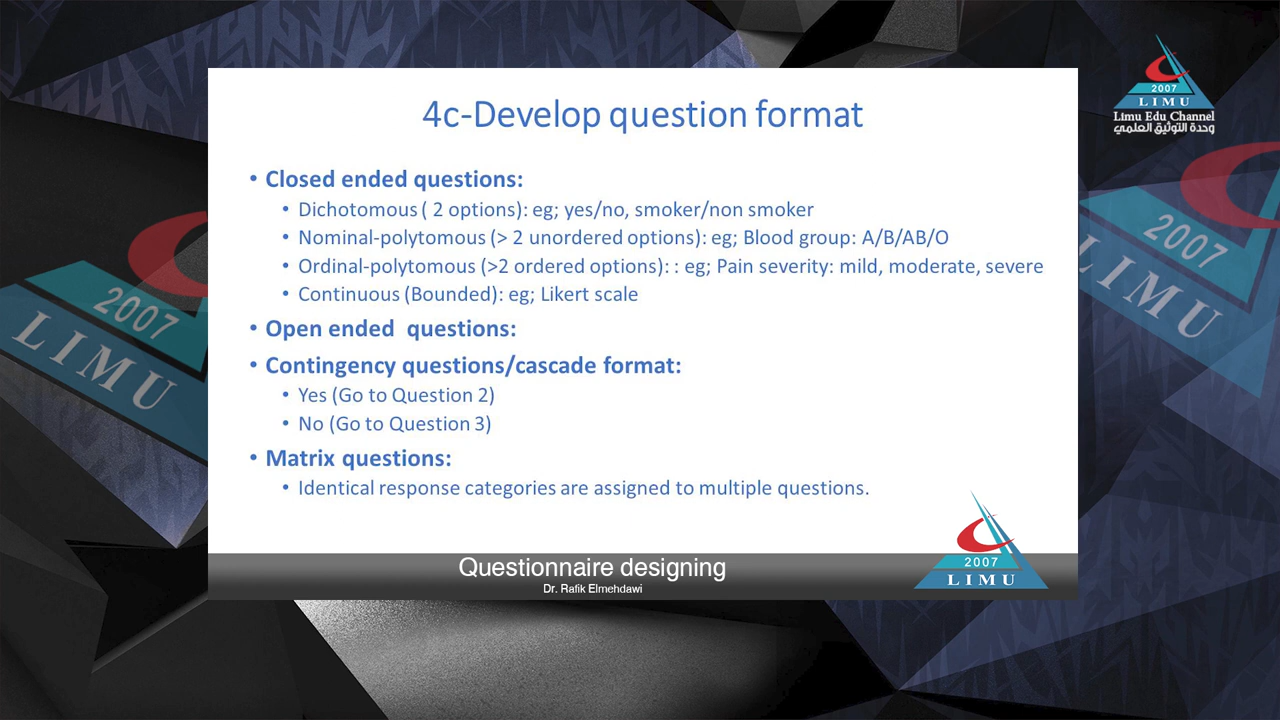 4c-Develop question format
• Closed ended questions:
• Dichotomous ( 2 options): eg; yes/no, smoker/non smoker
• Nominal-polytomous (> 2 unordered options): eg; Blood group: A/B/AB/O
• Ordinal-polytomous (>2 ordered options): : eg; Pain severity: mild, moderate, severe
• Continuous (Bounded): eg; Likert scale
• Open ended  questions:
• Contingency questions/cascade format:
• Yes (Go to Question 2)
• No (Go to Question 3)
• Matrix questions:
• Identical response categories are assigned to multiple questions.
Questionnaire designing
Dr. Rafik Elmehdawi
2007
LIMU
2007
LIMU
Limu Edu Channel
وحدة التوثيق العلمي
2007
LIMU
2007
LIMU